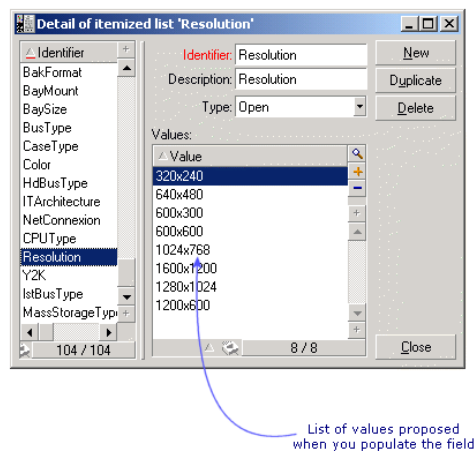 Detail of itemized list 'Resolution'
Identifier
BakFormat
BayMount
BaySize
BusType
CaseType
Color
HdBusType
ITArchitecture
NetConnexion
CPUType
Resolution
Y2K
lstBusType
MassStorageTyp
104 / 104
Identifier: Resolution
Description: Resolution
Type: Open
Values:
Value
320x240
640x480
600x300
600x600
1024x768
1600x1200
1280x1024
1200x600
8 / 8
New
Duplicate
Delete
Close
List of values proposed
when you populate the field